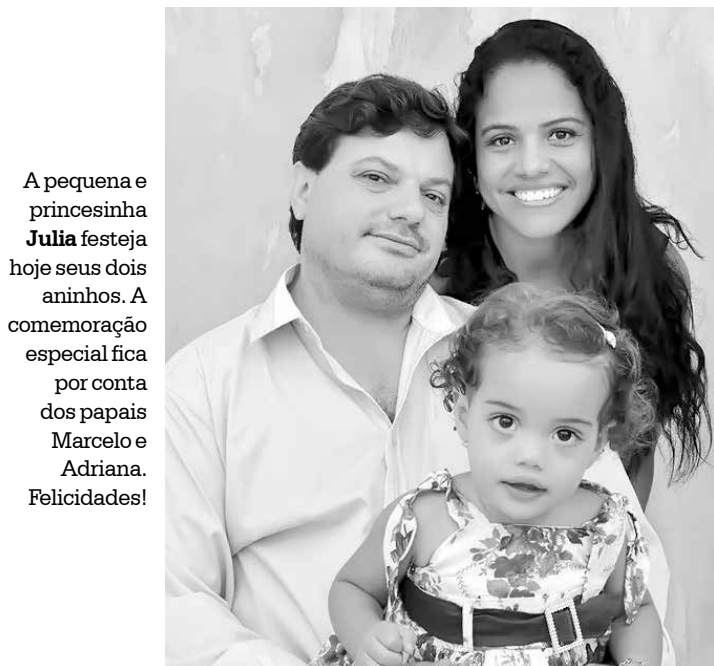 A pequena e
princesinha
Julia festeja
hoje seus dois
aninhos. A
comemoração
especial fica
por conta
dos papais
Marcelo e
Adriana.
Felicidades!